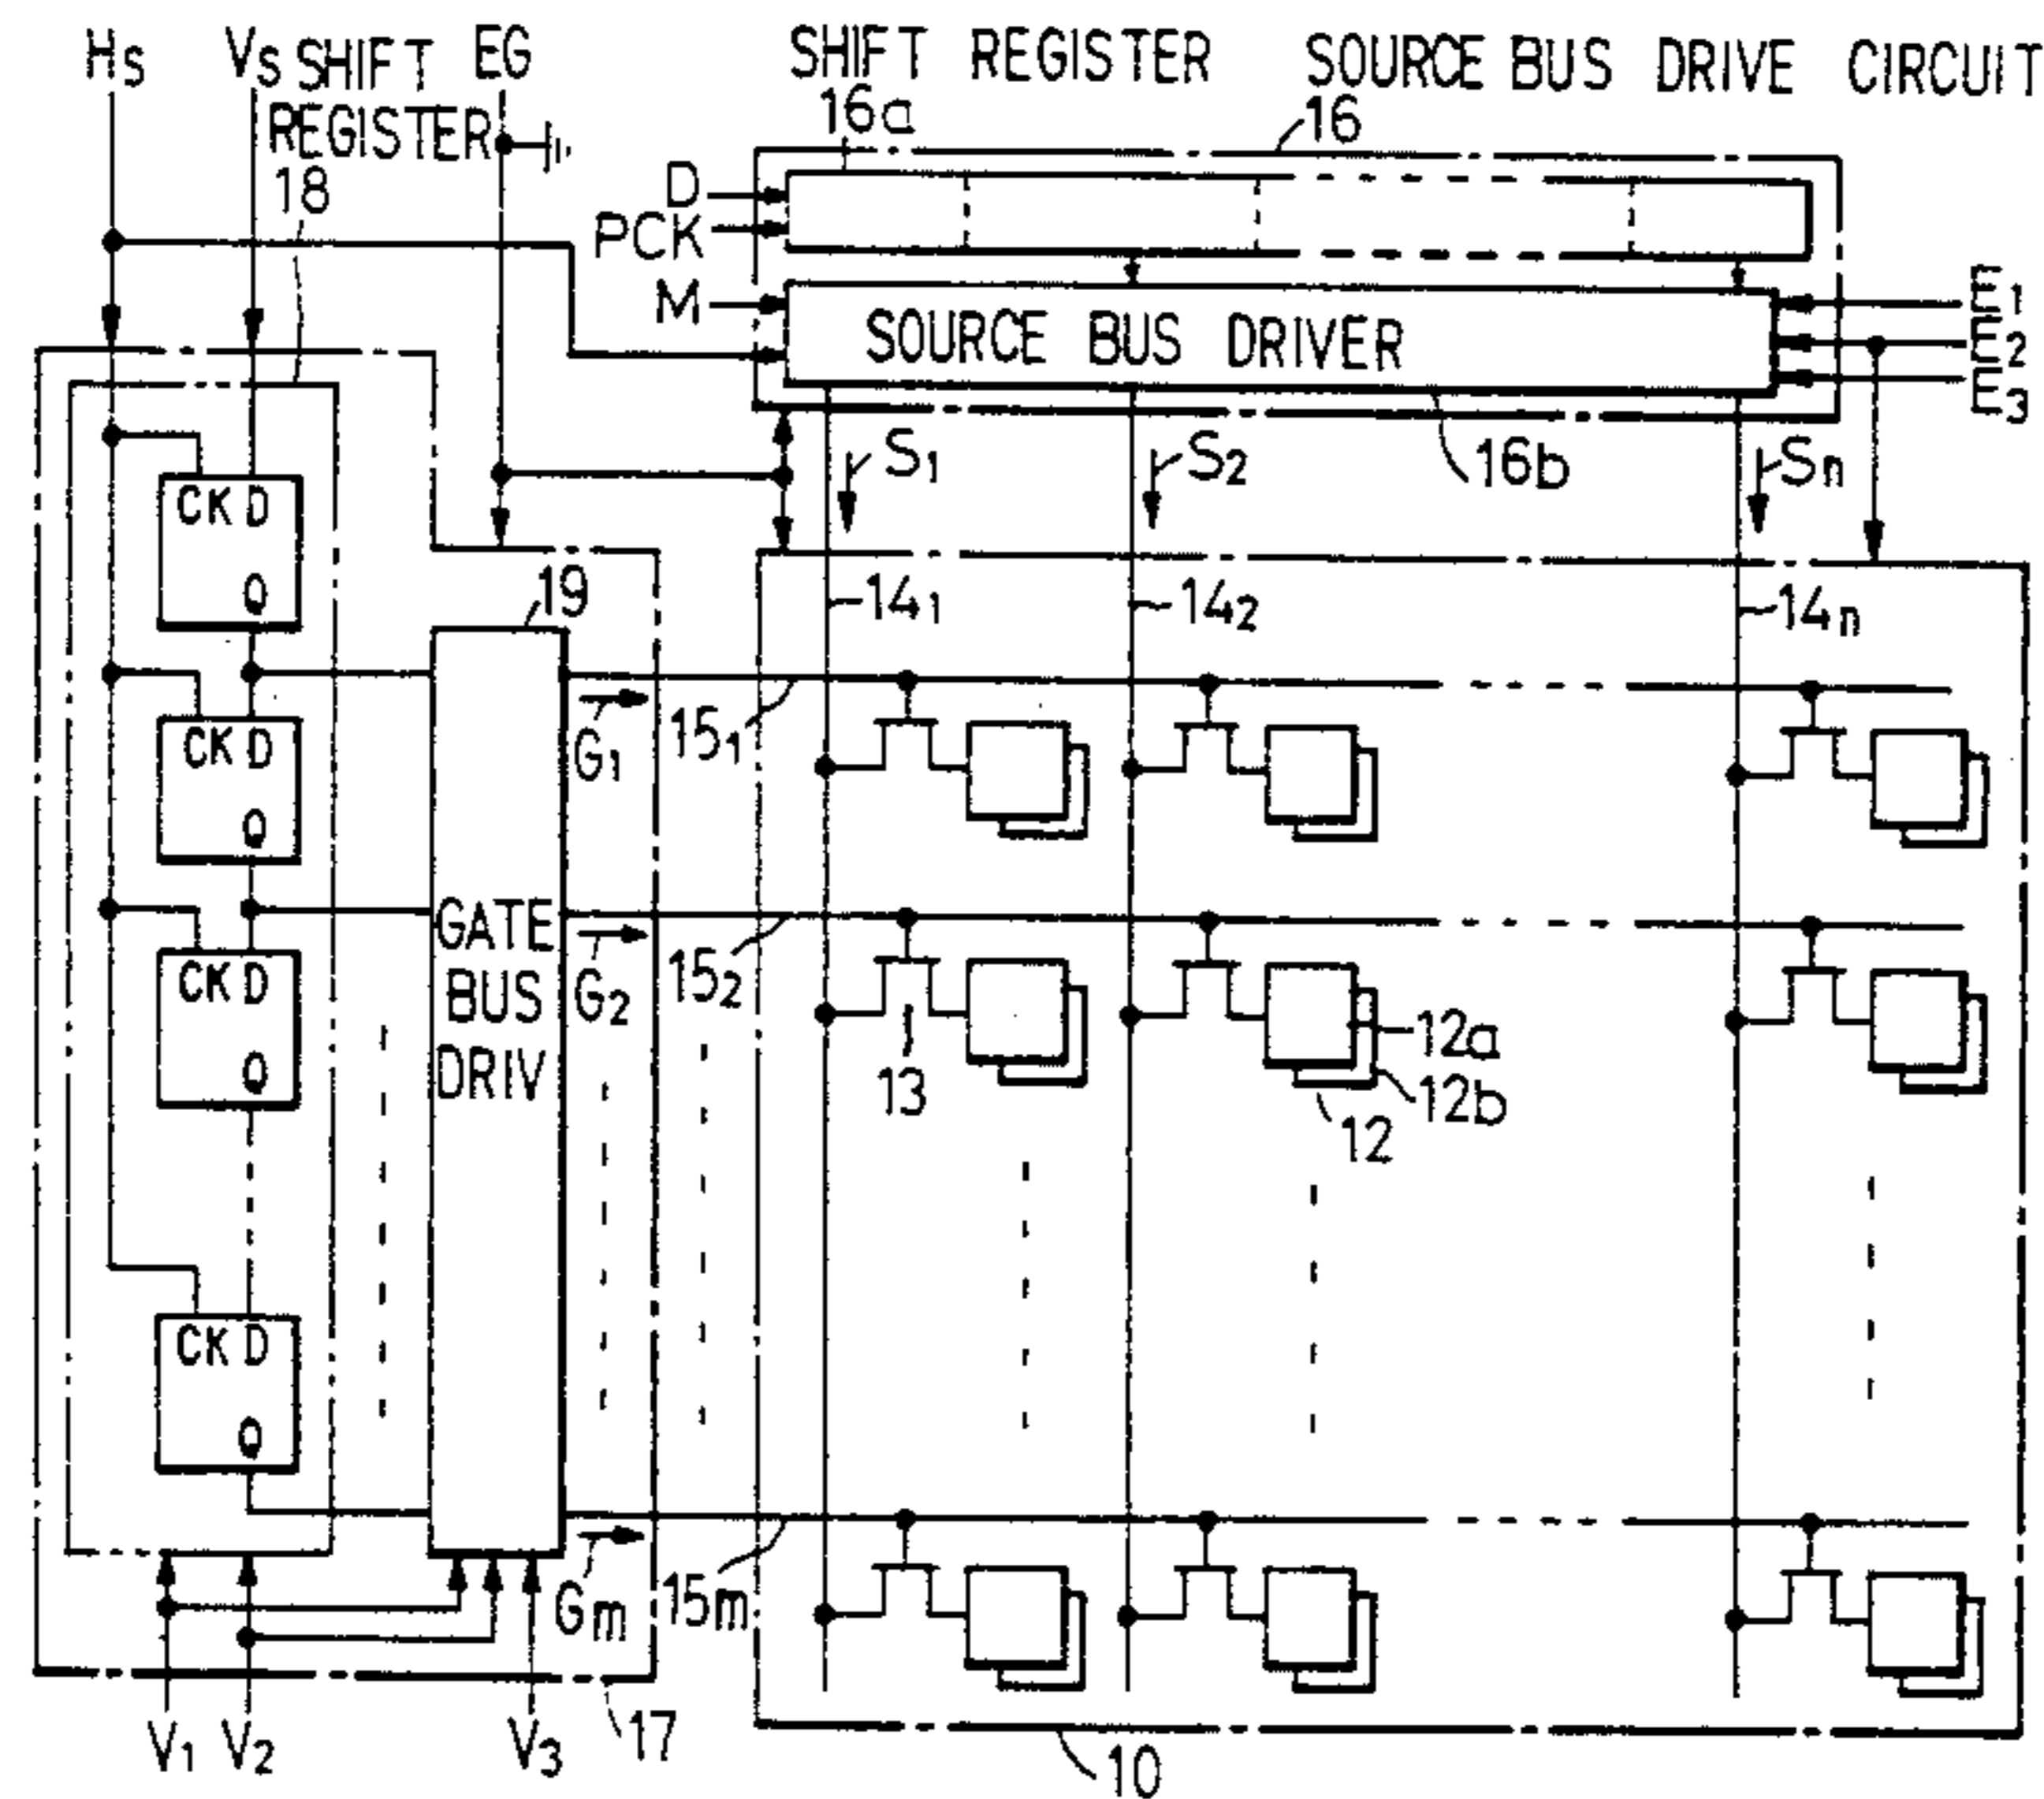 HS VS SHIFT REGISTER 18 EG
SHIFT REGISTER 16a
SOURCE BUS DRIVE CIRCUIT 16
D
PCK
M
SOURCE BUS DRIVER
E1
E2
E3
16b
S1 S2 Sn
CK D
Q
19
141 142 14n
CK D
Q
G1 151
CK D
Q
GATE
BUS
DRIV
G2 152
13
12a
12b
12
CK D
Q
Gm 15m
V1 V2 V3 17
10